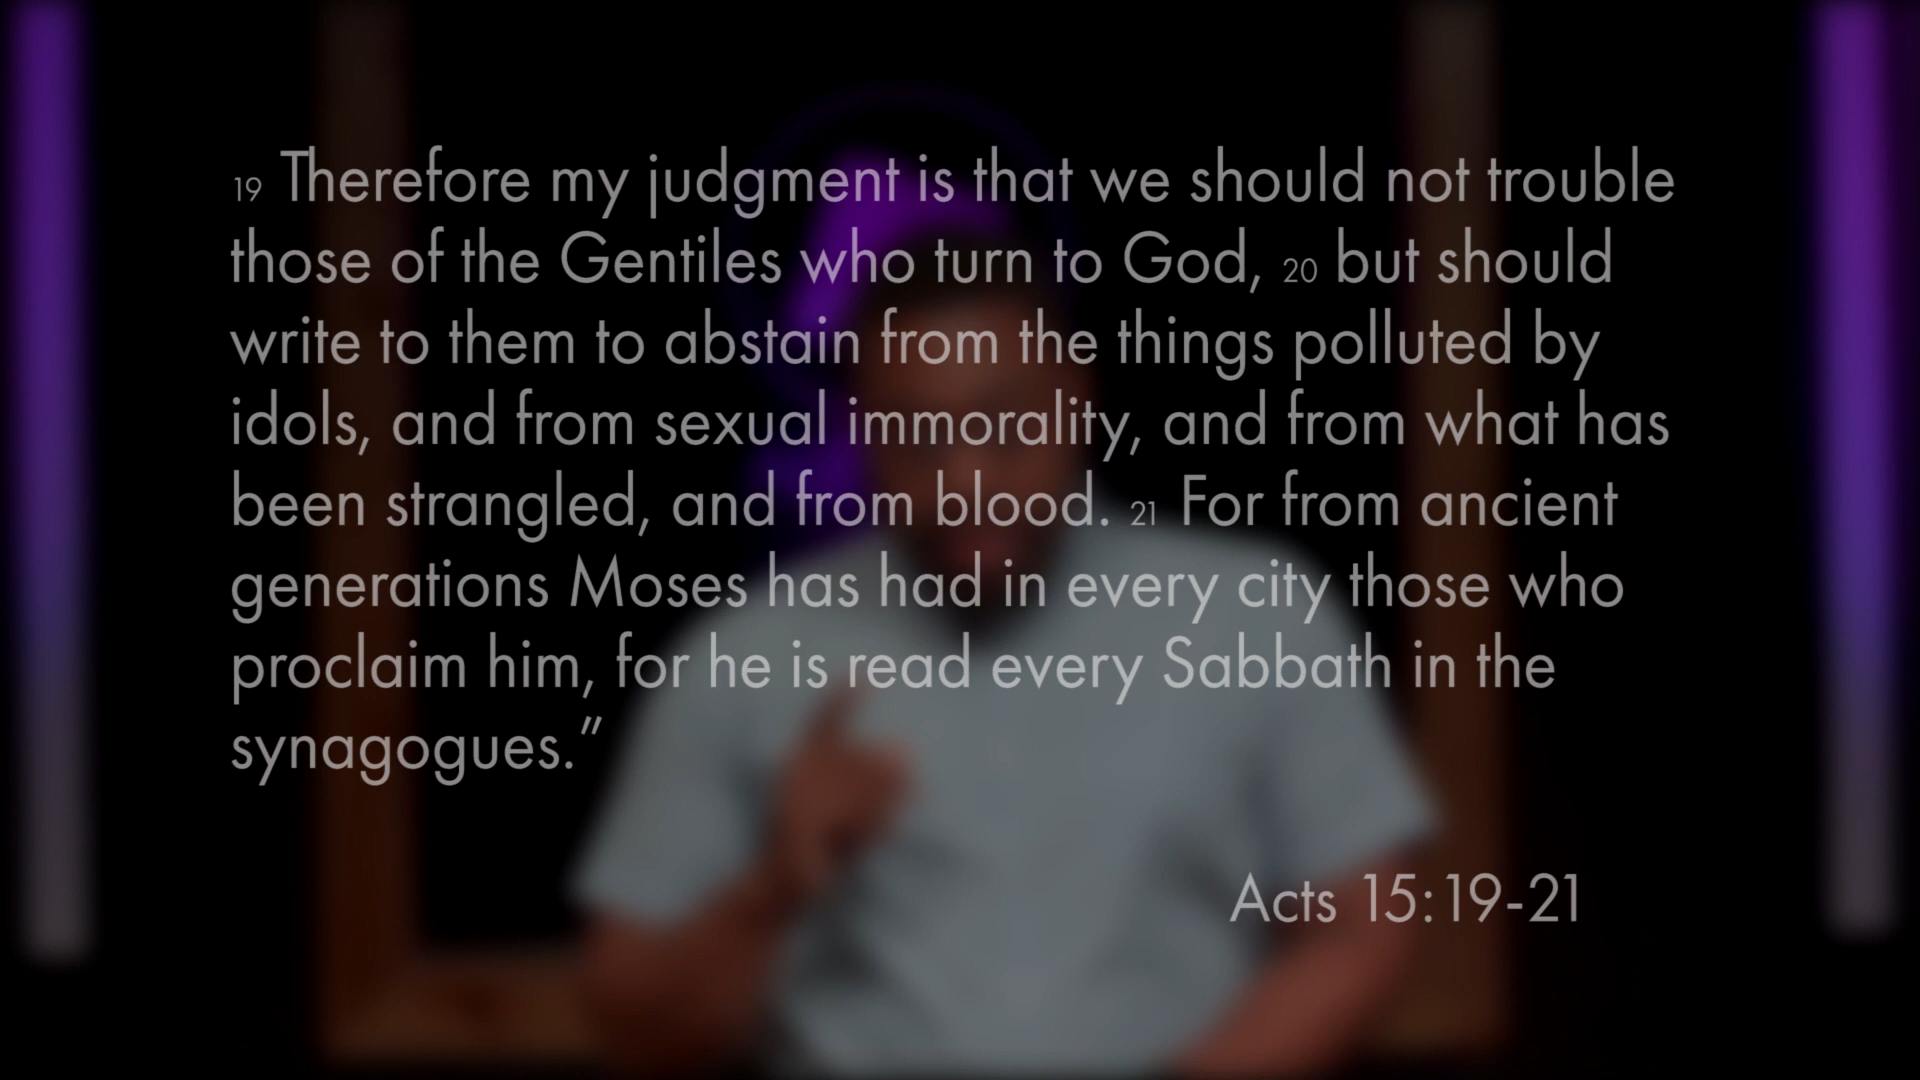 19 Therefore my judgment is that we should not trouble
those of the Gentiles who turn to God, 20 but should
write to them to abstain from the things polluted by
idols, and from sexual immorality, and from what has
been strangled, and from blood. 21 For from ancient
generations Moses has had in every city those who
proclaim him, for he is read every Sabbath in the
synagogues.”
Acts 15:19-21